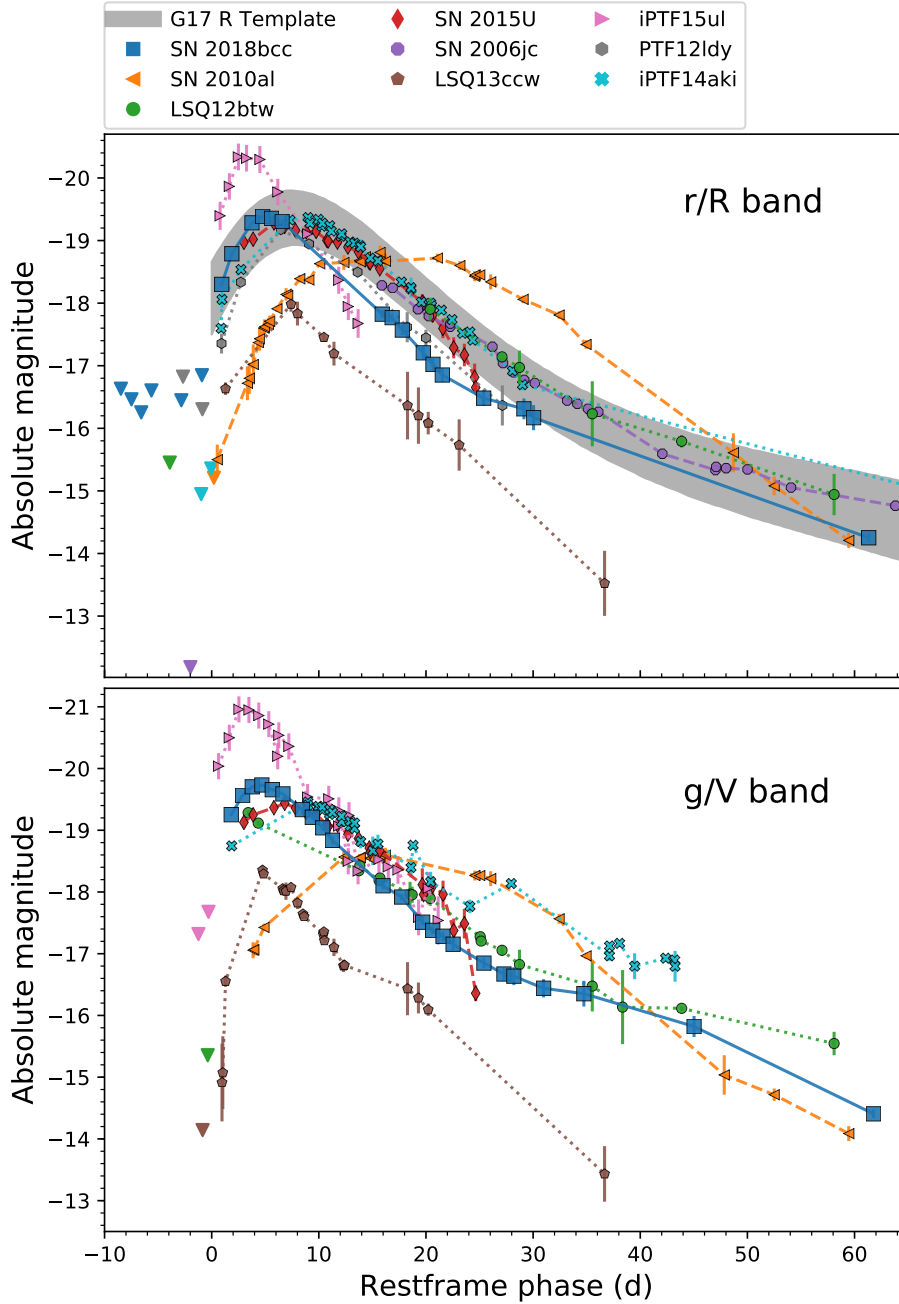 G17 R Template
SN 2018bcc
SN 2010al
LSQ12btw
SN 2015U
SN 2006jc
LSQ13ccw
iPTF15ul
PTF12ldy
iPTF14aki
r/R band
Absolute magnitude
−20
−19
−18
−17
−16
−15
−14
−13
g/V band
Absolute magnitude
−21
−20
−19
−18
−17
−16
−15
−14
−13
−10
0
10
20
30
40
50
60
Restframe phase (d)